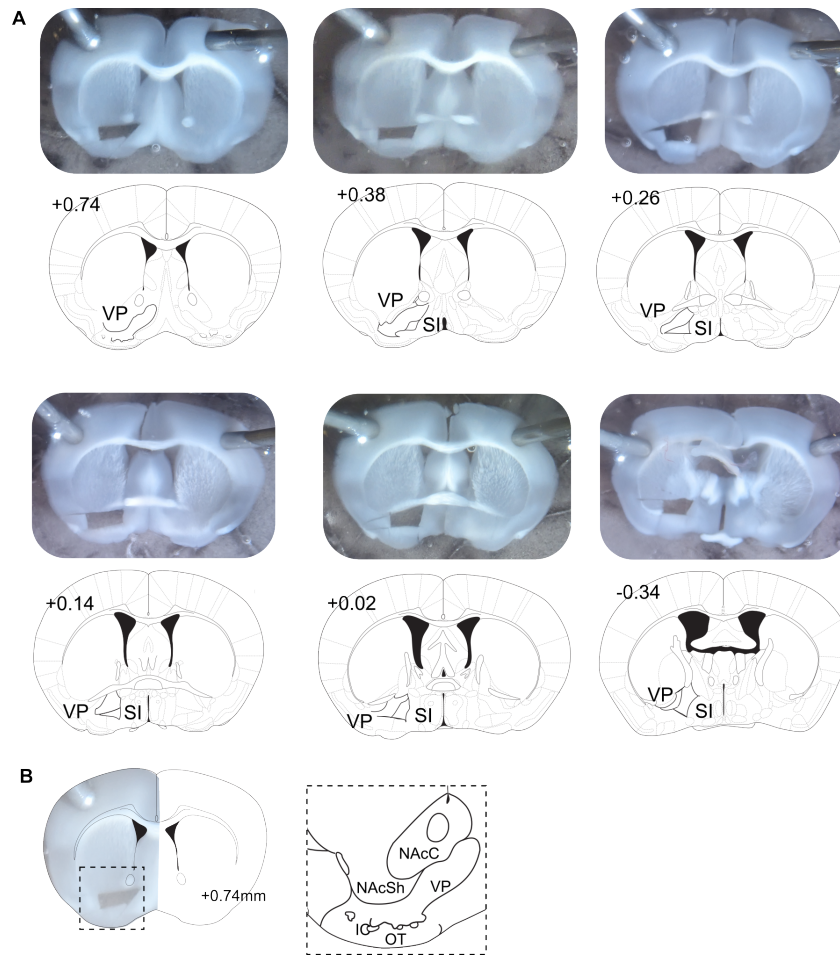 A
+0.74
+0.38
+0.26
VP
VP
SI
VP
SI
+0.14
+0.02
-0.34
VP
SI
VP
SI
VP
SI
B
+0.74mm
NAcC
NAcSh
VP
IC
OT